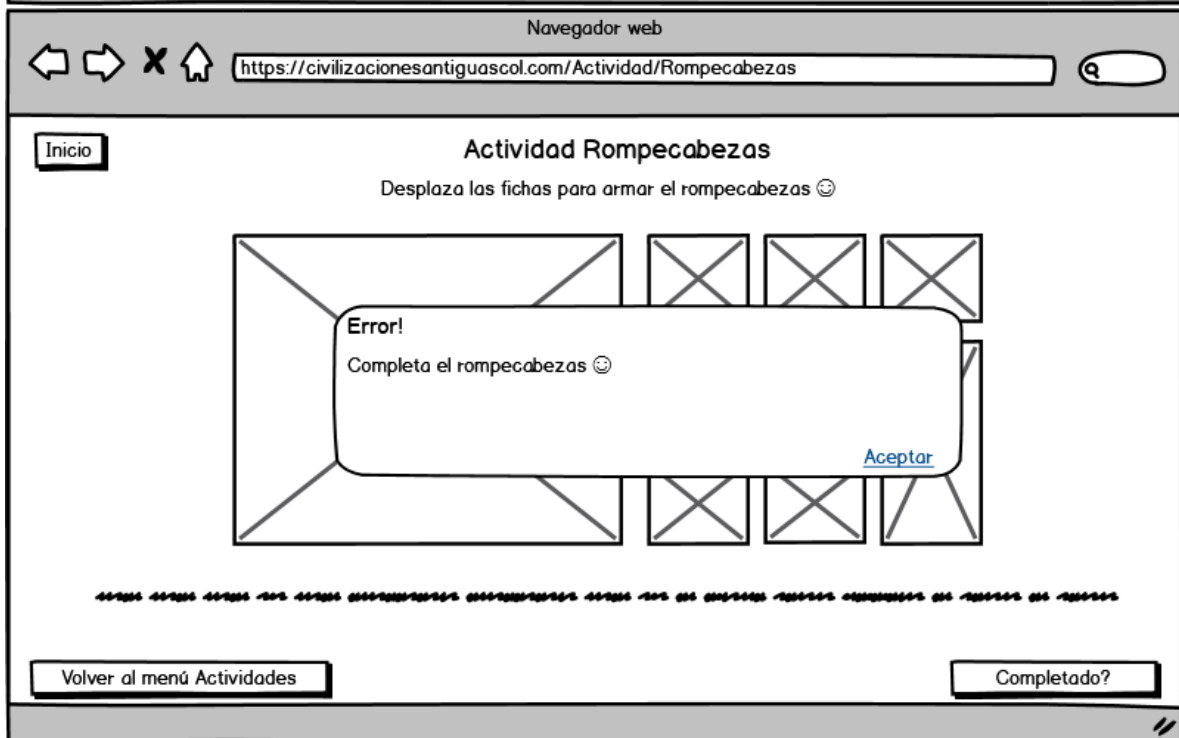 Navegador web
https://civilizacionesantiguascol.com/Actividad/Rompecabezas
Inicio
Actividad Rompecabezas
Desplaza las fichas para armar el rompecabezas ☺
Error!
Completa el rompecabezas ☺
Aceptar
Volver al menú Actividades
Completado?